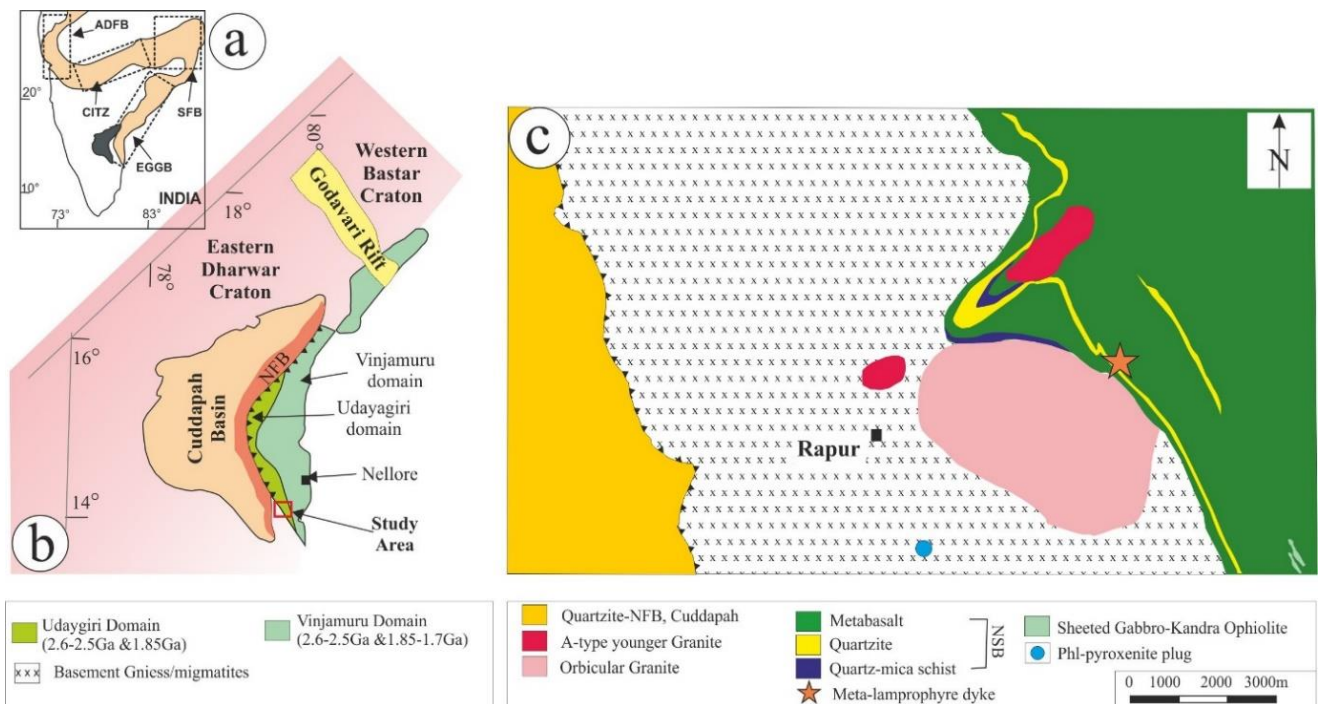 a
ADFB
20°
CITZ
SFB
EGGB
10°
INDIA
73°
83°
80°
Western
Bastar
Craton
Godavari Rift
18°
Eastern
Dharwar
Craton
78°
16°
NFB
Vinjamuru
domain
Cuddapah
Basin
Udayagiri
domain
Nellore
14°
Study
Area
b
c
N
Rapur
Udaygiri Domain
(2.6-2.5Ga &1.85Ga)
Vinjamuru Domain
(2.6-2.5Ga &1.85-1.7Ga)
Basement Gniess/migmatites
Quartzite-NFB, Cuddapah
A-type younger Granite
Orbicular Granite
Metabasalt
Quartzite
Quartz-mica schist
NSB
Meta-lamprophyre dyke
Sheeted Gabbro-Kandra Ophiolite
Phl-pyroxenite plug
0 1000 2000 3000m